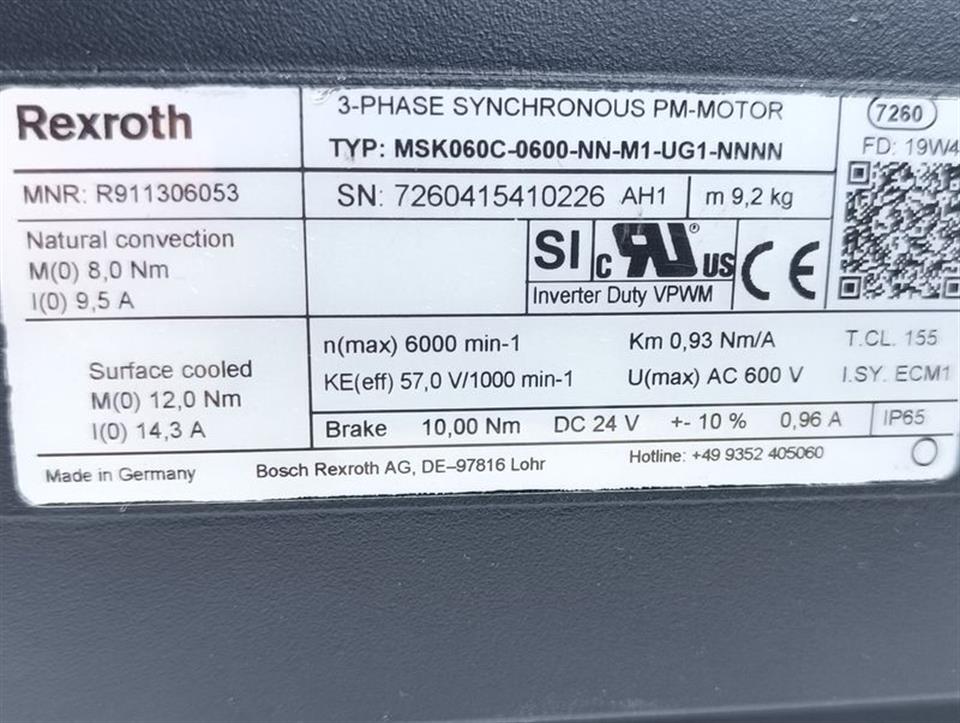 Rexroth
3-PHASE SYNCHRONOUS PM-MOTOR
TYP: MSK060C-0600-NN-M1-UG1-NNNN
7260
FD: 19W4
MNR: R911306053
SN: 7260415410226 AH1
m 9,2 kg
Natural convection
M(0) 8,0 Nm
I(0) 9,5 A
SI
c RU® US
Inverter Duty VPWM
CE
Surface cooled
M(0) 12,0 Nm
I(0) 14,3 A
n(max) 6000 min-1
Km 0,93 Nm/A
T.CL. 155
KE(eff) 57,0 V/1000 min-1
U(max) AC 600 V
I.SY. ECM1
Brake 10,00 Nm DC 24 V +- 10 % 0,96 A
IP65
Made in Germany
Bosch Rexroth AG, DE–97816 Lohr
Hotline: +49 9352 405060